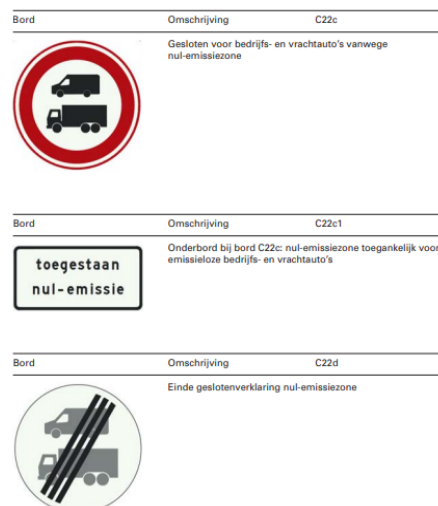 Bord Omschrijving C22c
Gesloten voor bedrijfs- en vrachtauto's vanwege
nul-emissiezone
Bord Omschrijving C22c1
toegestaan
nul-emissie
Onderbord bij bord C22c: nul-emissiezone toegankelijk voor
emissieloze bedrijfs- en vrachtauto's
Bord Omschrijving C22d
Einde geslotenverklaring nul-emissiezone